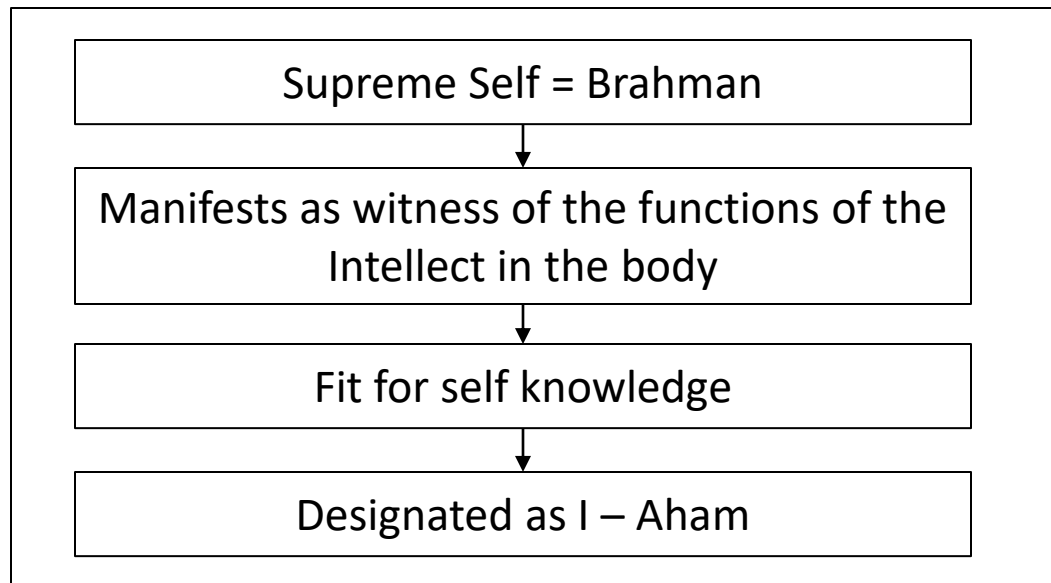 Supreme Self = Brahman
Manifests as witness of the functions of the
Intellect in the body
Fit for self knowledge
Designated as I – Aham